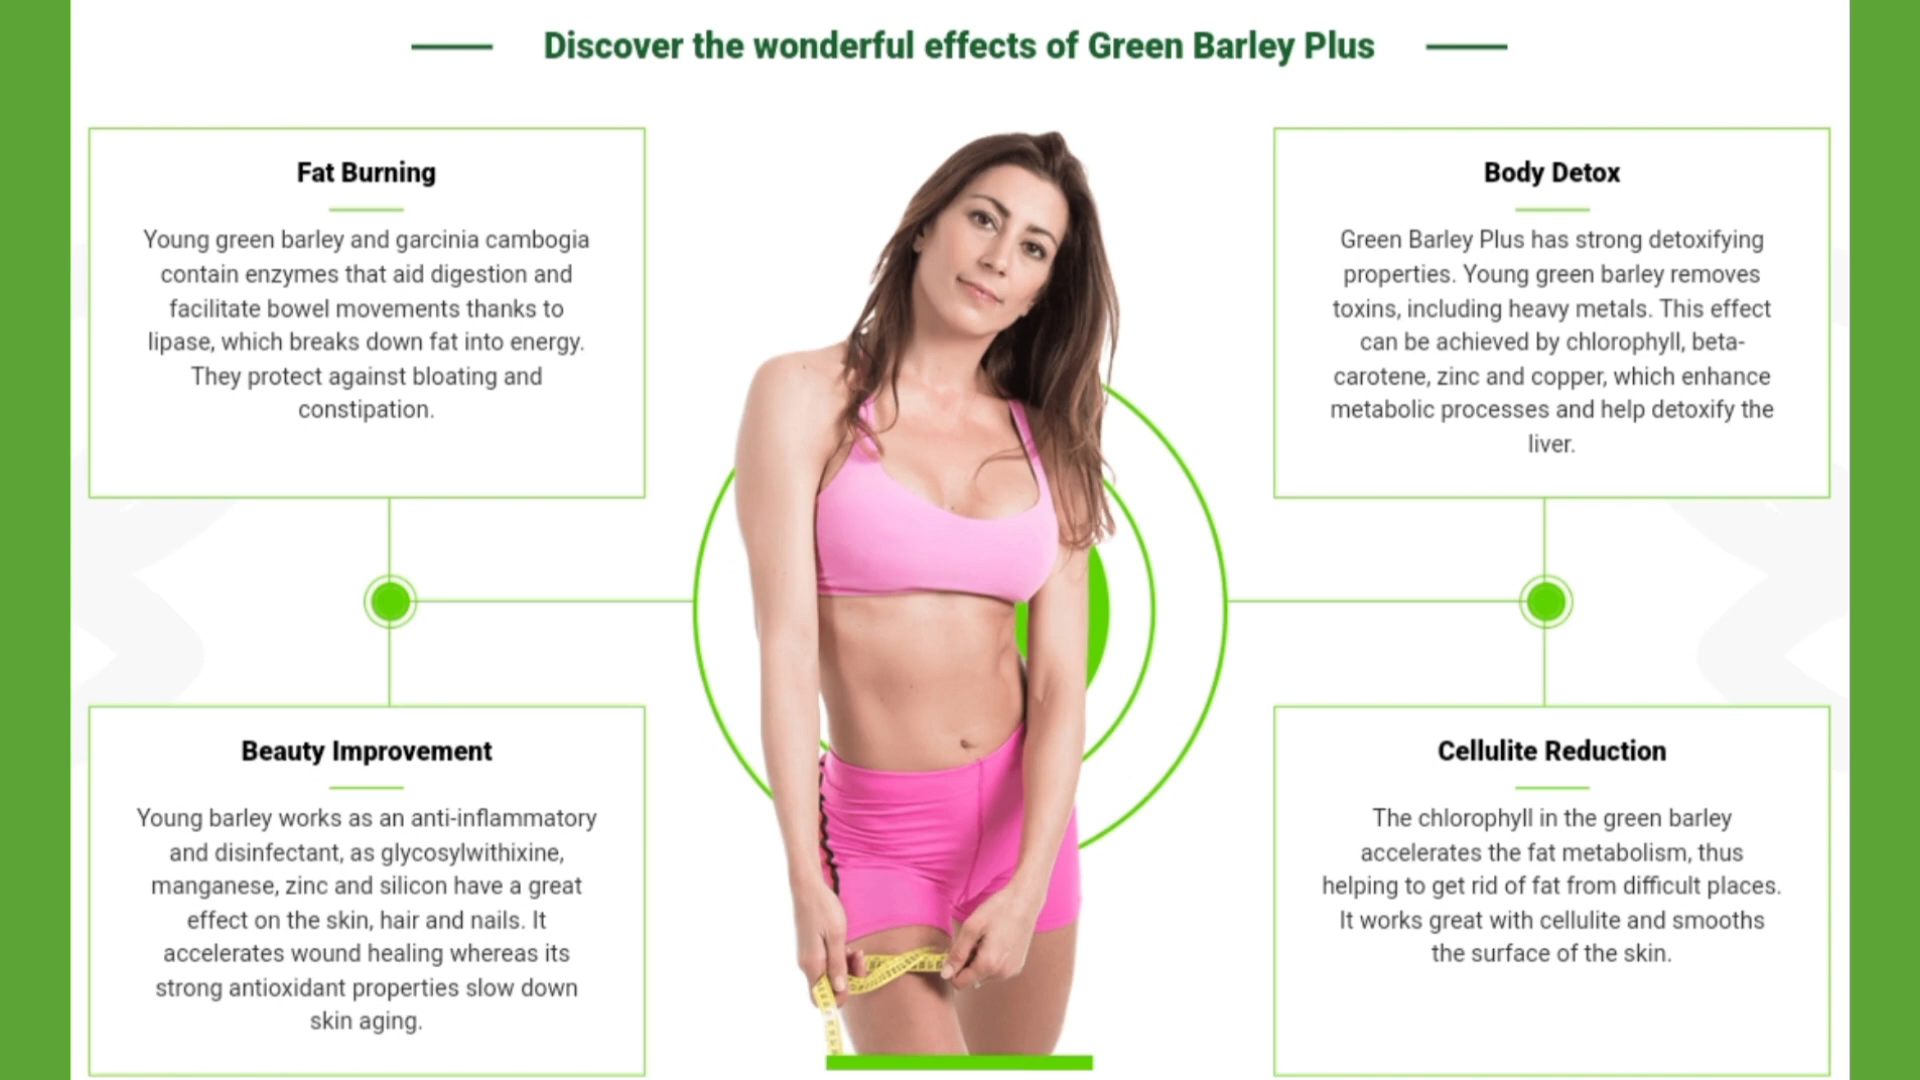 Discover the wonderful effects of Green Barley Plus
Fat Burning
Young green barley and garcinia cambogia
contain enzymes that aid digestion and
facilitate bowel movements thanks to
lipase, which breaks down fat into energy.
They protect against bloating and
constipation.
Body Detox
Green Barley Plus has strong detoxifying
properties. Young green barley removes
toxins, including heavy metals. This effect
can be achieved by chlorophyll, beta-
carotene, zinc and copper, which enhance
metabolic processes and help detoxify the
liver.
Beauty Improvement
Young barley works as an anti-inflammatory
and disinfectant, as glycosylwithixine,
manganese, zinc and silicon have a great
effect on the skin, hair and nails. It
accelerates wound healing whereas its
strong antioxidant properties slow down
skin aging.
Cellulite Reduction
The chlorophyll in the green barley
accelerates the fat metabolism, thus
helping to get rid of fat from difficult places.
It works great with cellulite and smooths
the surface of the skin.